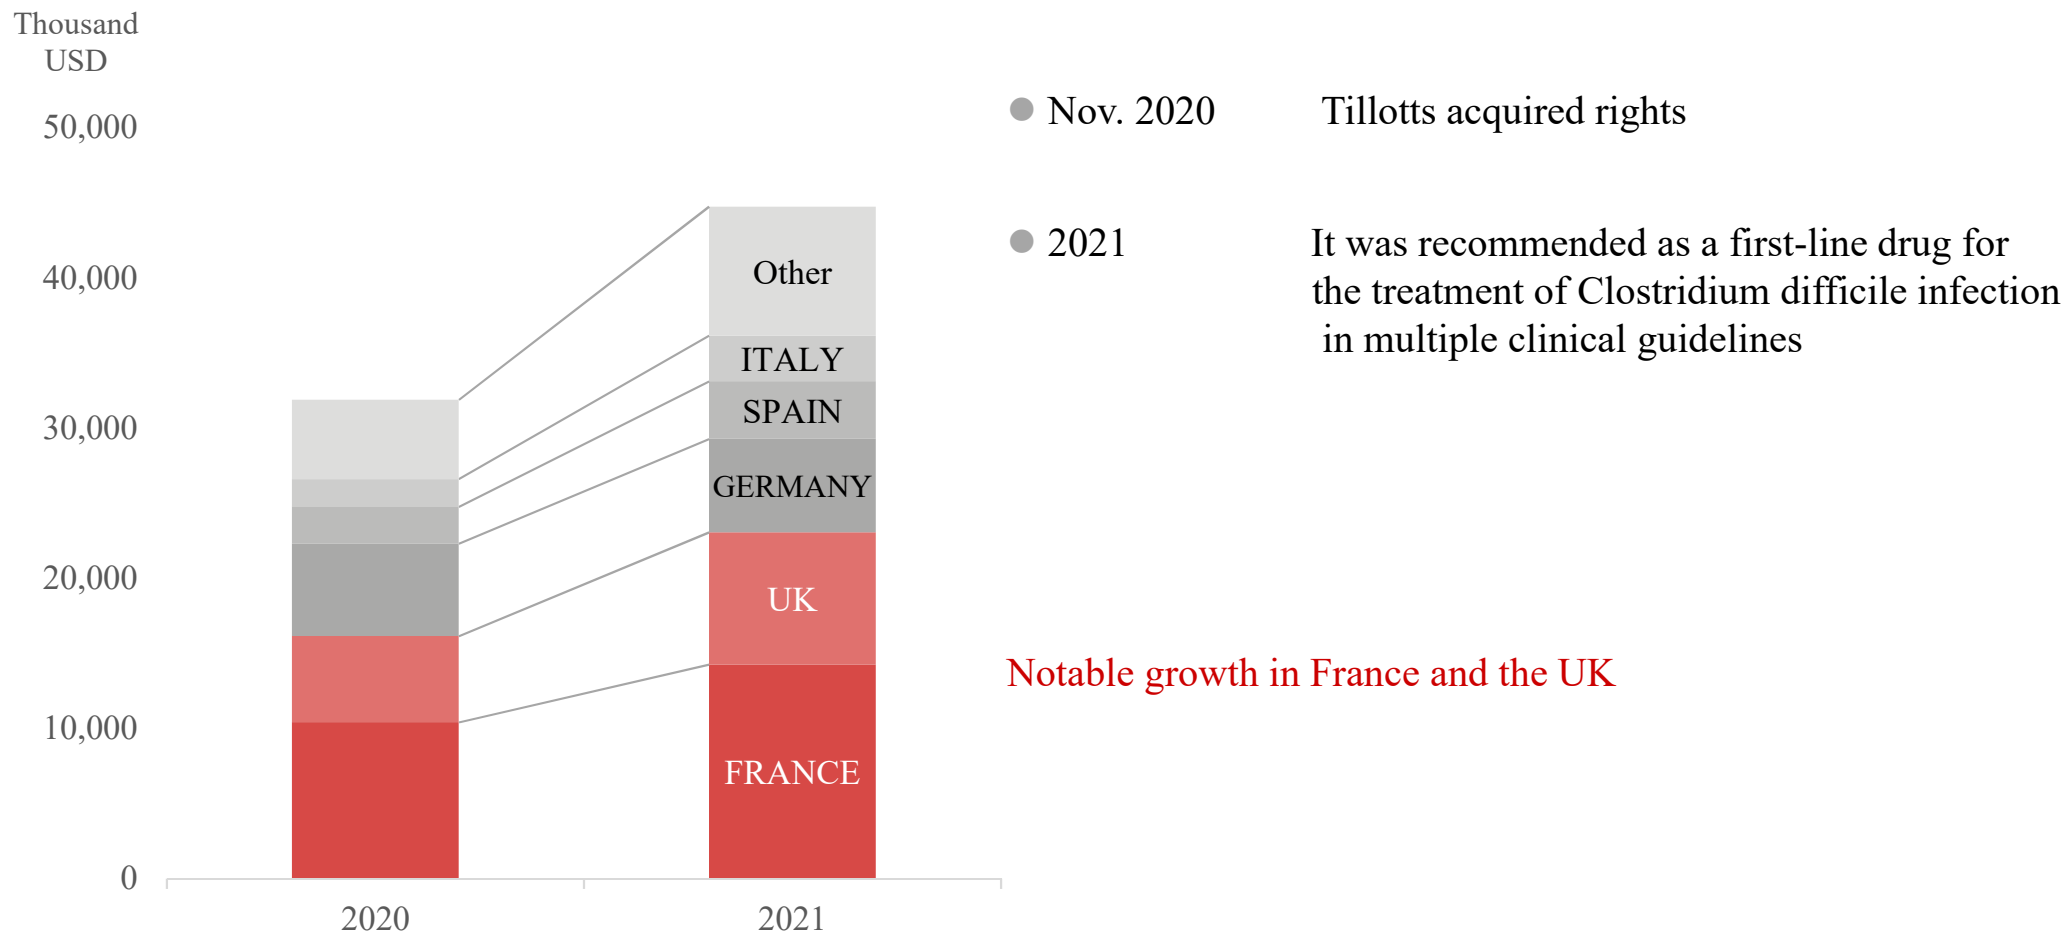 Thousand
USD
50,000
40,000
30,000
20,000
10,000
0
Other
ITALY
SPAIN
GERMANY
UK
FRANCE
2020
2021
Nov. 2020 Tillotts acquired rights
2021 It was recommended as a first-line drug for
the treatment of Clostridium difficile infection
in multiple clinical guidelines
Notable growth in France and the UK